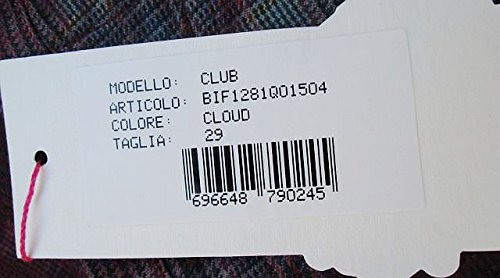 MODELLO: CLUB
ARTICOLO: BIF1281Q01504
COLORE: CLOUD
TAGLIA: 29
696648 790245